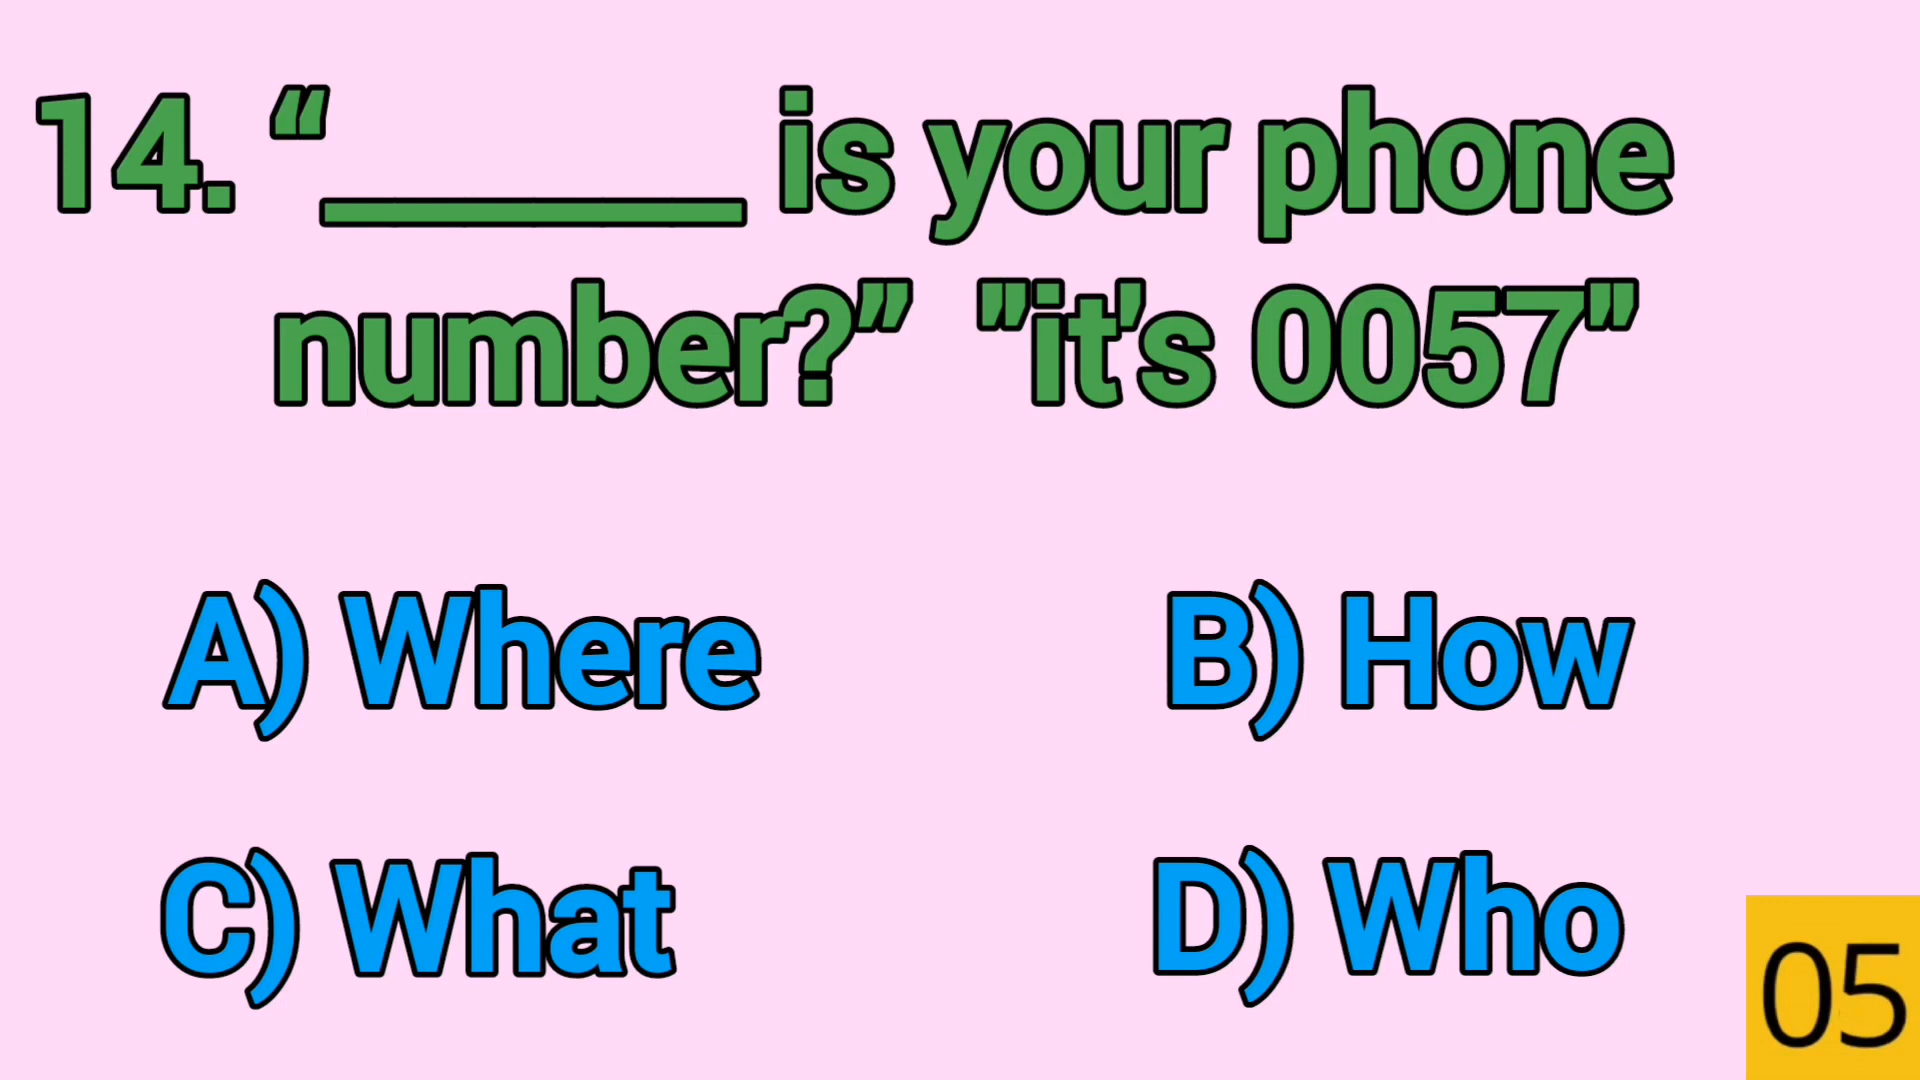 14. “_______ is your phone
number?” "it's 0057"
A) Where
B) How
C) What
D) Who
05